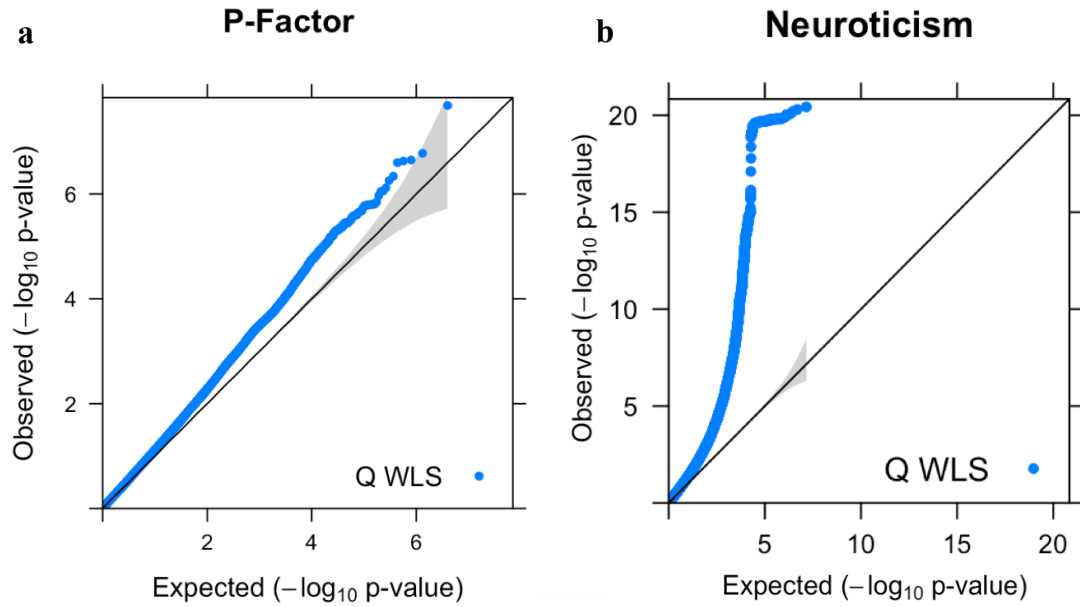 a
P-Factor
Observed (−log10 p-value)
6
4
2
Q WLS
2
4
6
Expected (−log10 p-value)
b
Neuroticism
Observed (−log10 p-value)
20
15
10
5
Q WLS
5
10
15
20
Expected (−log10 p-value)